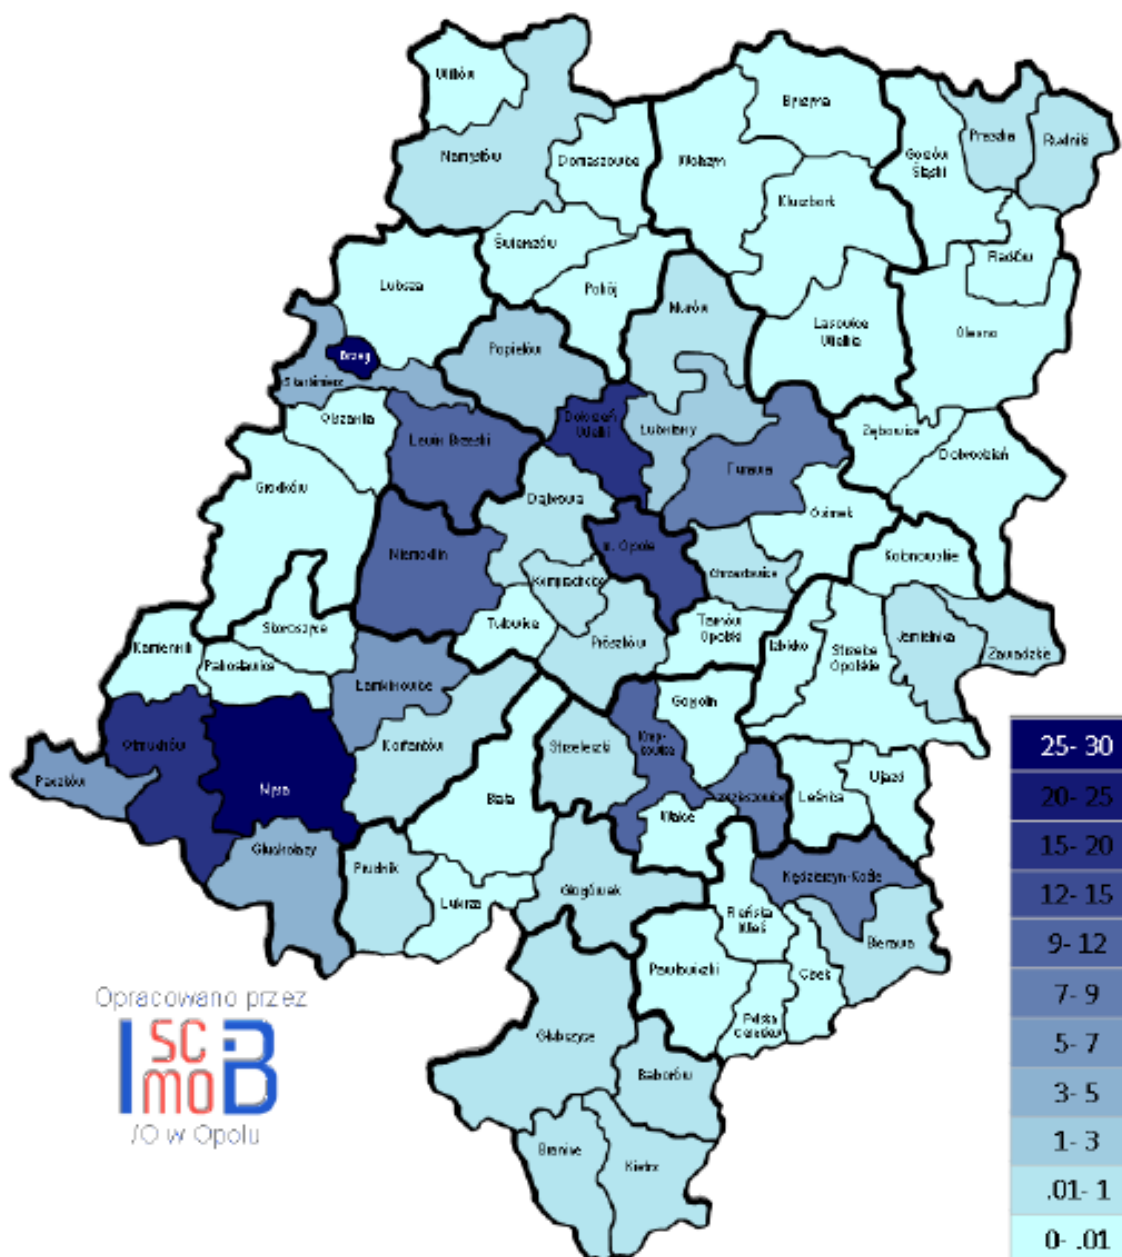 Wilków
Byczyna
Namysłów
Domaszowice
Wołczyn
Gorzów
Śląski
Praszka
Rudniki
Kluczbork
Świerczów
Radłów
Lubsza
Pokój
Murów
Lasowice
Wielkie
Olesno
Brzeg
Popielów
Skarbimierz
Olszanka
Lewin Brzeski
Dobrzeń
Wielki
Łubniany
Turawa
Zębowice
Dobrodzień
Grodków
Dąbrowa
Ozimek
m. Opole
Niemodlin
Komprachcice
Chrząstowice
Kolonowskie
Skoroszyce
Tułowice
Prószków
Tarnów
Opolski
Izbicko
Strzelce
Opolskie
Jemielnica
Zawadzkie
Kamiennik
Pakosławice
Łambinowice
Gogolin
Otmuchów
Korfantów
Strzeleczki
Krap-
kowice
25- 30
Paczków
Nysa
Biała
Zdzieszowice
Leśnica
Ujazd
20- 25
Walce
15- 20
Głuchołazy
Prudnik
Lubrza
Głogówek
Kędzierzyn-Koźle
12- 15
Reńska
Wieś
Bierawa
9- 12
Pawłowiczki
Cisek
7- 9
Opracowano przez
ISCMOiB
/O w Opolu
Głubczyce
Polska
Cerekiew
5- 7
Baborów
3- 5
Branice
Kietrz
1- 3
.01- 1
0- .01